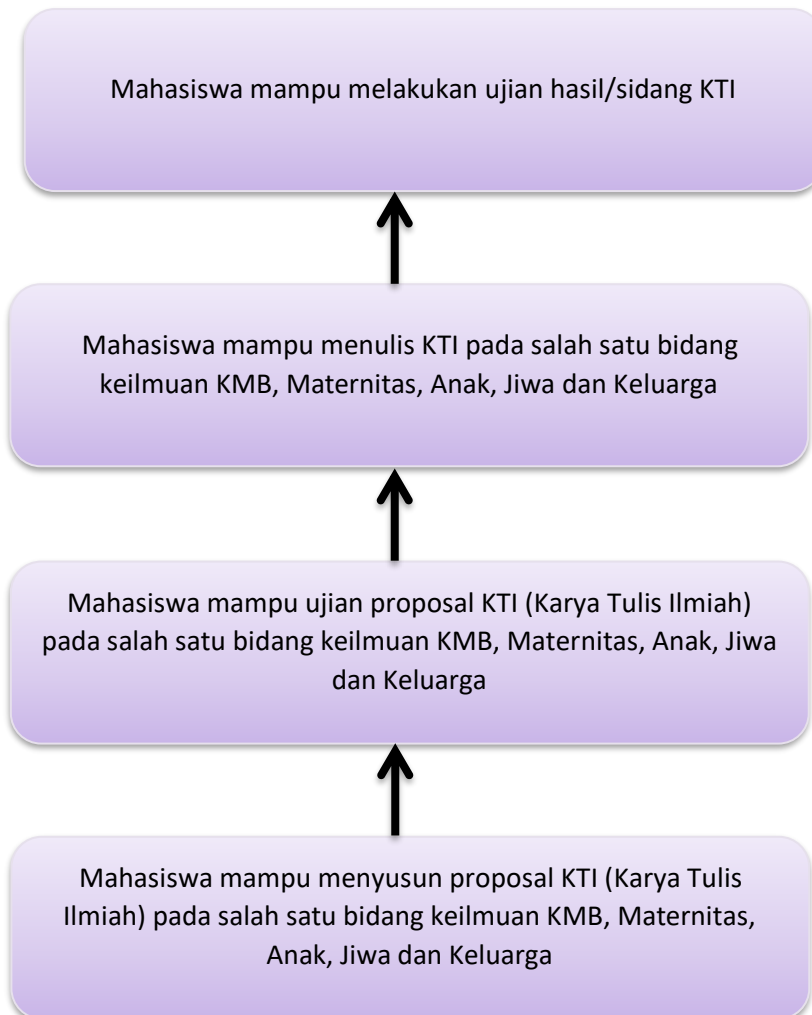 Mahasiswa mampu melakukan ujian hasil/sidang KTI
Mahasiswa mampu menulis KTI pada salah satu bidang
keilmuan KMB, Maternitas, Anak, Jiwa dan Keluarga
Mahasiswa mampu ujian proposal KTI (Karya Tulis Ilmiah)
pada salah satu bidang keilmuan KMB, Maternitas, Anak, Jiwa
dan Keluarga
Mahasiswa mampu menyusun proposal KTI (Karya Tulis
Ilmiah) pada salah satu bidang keilmuan KMB, Maternitas,
Anak, Jiwa dan Keluarga